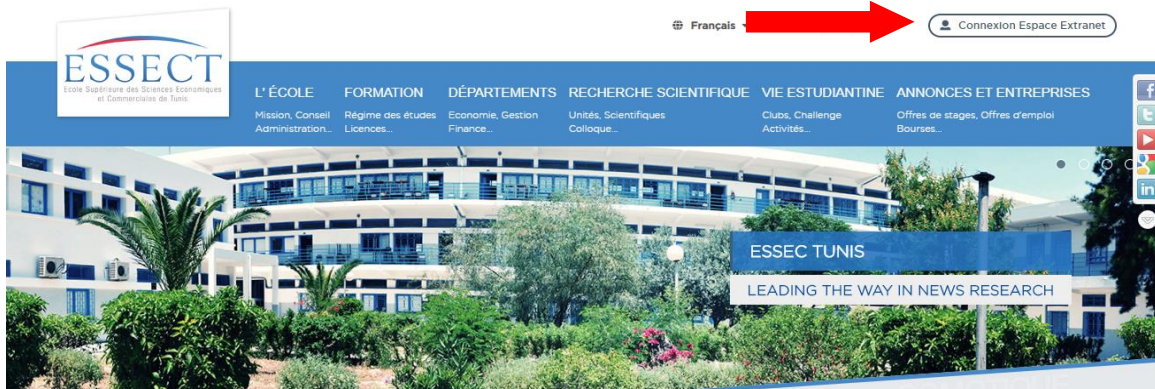 Français
Connexion Espace Extranet
ESSECT
Ecole Supérieure des Sciences Economiques
et Commerciales de Tunis
L' ÉCOLE
Mission, Conseil
Administration...
FORMATION
Régime des études
Licences...
DÉPARTEMENTS
Economie, Gestion
Finance...
RECHERCHE SCIENTIFIQUE
Unités, Scientifiques
Colloque...
VIE ESTUDIANTINE
Clubs, Challenge
Activités...
ANNONCES ET ENTREPRISES
Offres de stages, Offres d'emploi
Bourses...
ESSEC TUNIS
LEADING THE WAY IN NEWS RESEARCH